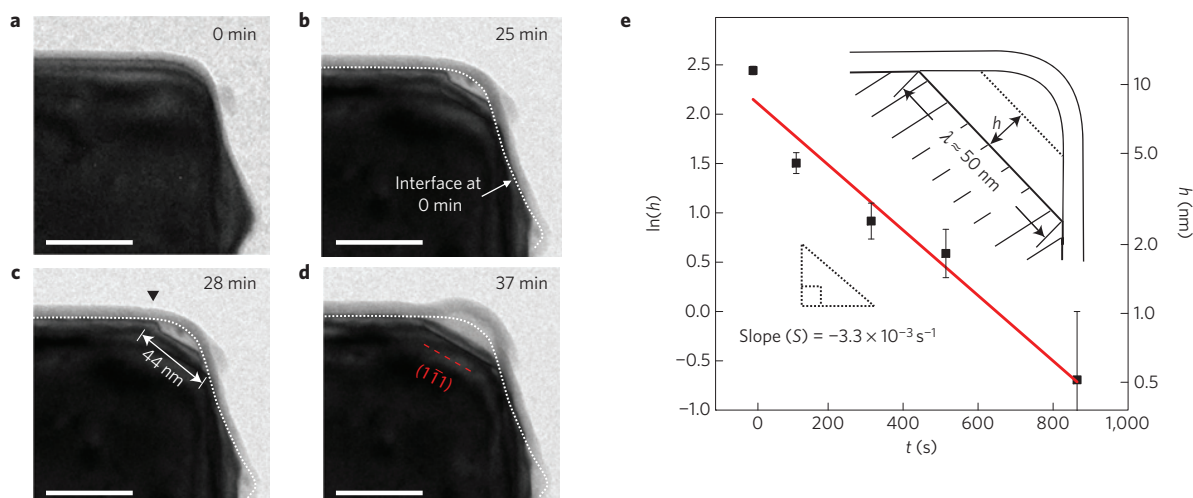 a
0 min
b
25 min
Interface at
0 min
c
28 min
44 nm
d
37 min
(11̄1)
e
2.5
2.0
1.5
1.0
0.5
0.0
−0.5
−1.0
ln(h)
0
200
400
600
800
1,000
t (s)
10
5.0
2.0
1.0
0.5
h (nm)
h
λ ≈ 50 nm
Slope (S) = −3.3 × 10⁻³ s⁻¹